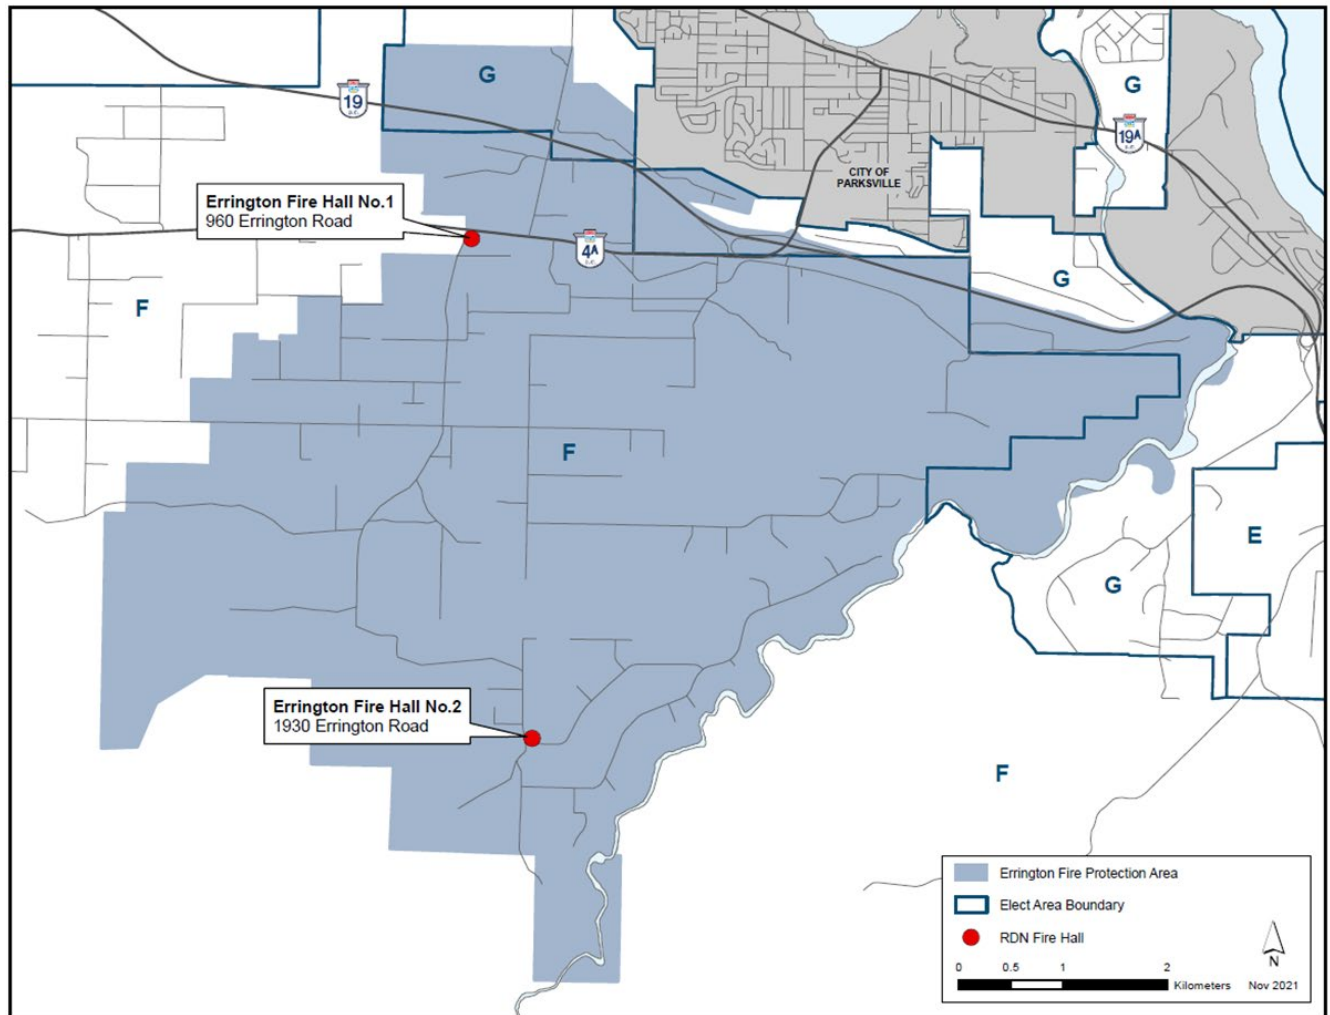 G
G
19
19A
CITY OF
PARKSVILLE
Errington Fire Hall No.1
960 Errington Road
4A
G
F
F
E
G
Errington Fire Hall No.2
1930 Errington Road
F
Errington Fire Protection Area
Elect Area Boundary
RDN Fire Hall
N
0 0.5 1 2
Kilometers Nov 2021